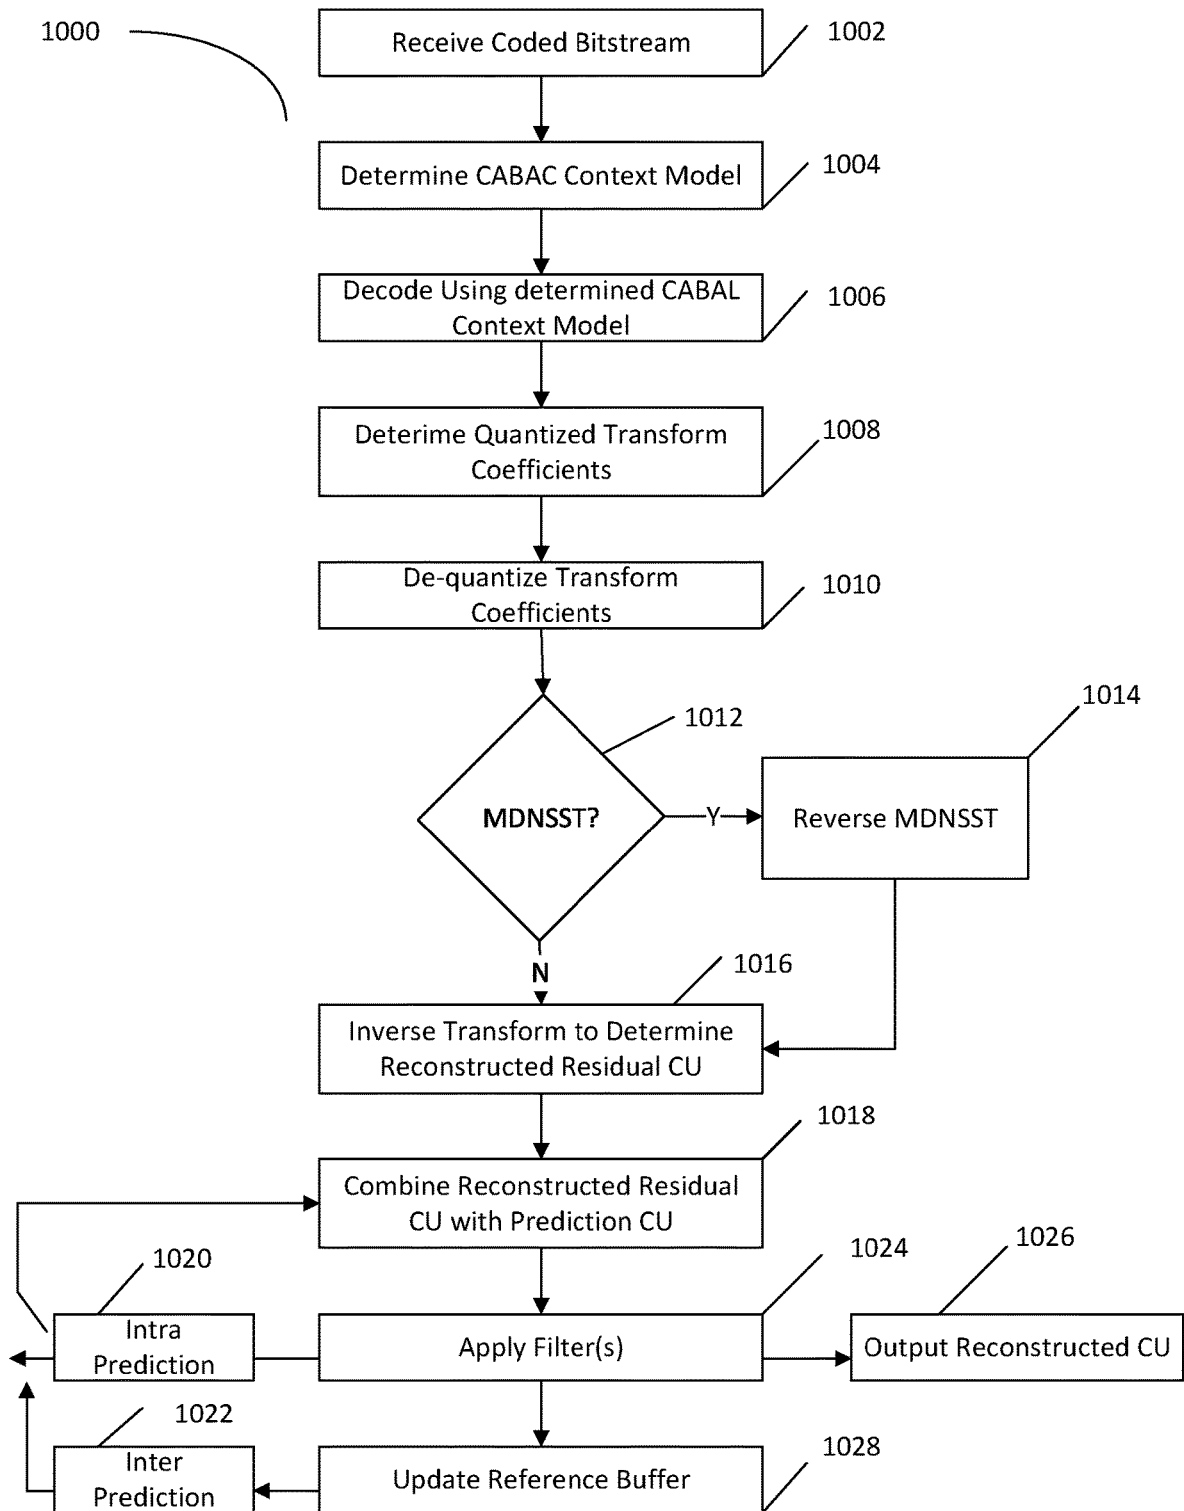 1000
Receive Coded Bitstream
1002
Determine CABAC Context Model
1004
Decode Using determined CABAL
Context Model
1006
Deterime Quantized Transform
Coefficients
1008
De-quantize Transform
Coefficients
1010
MDNSST?
1012
Y
Reverse MDNSST
1014
N
Inverse Transform to Determine
Reconstructed Residual CU
1016
Combine Reconstructed Residual
CU with Prediction CU
1018
Intra
Prediction
1020
Apply Filter(s)
1024
Output Reconstructed CU
1026
Inter
Prediction
1022
Update Reference Buffer
1028